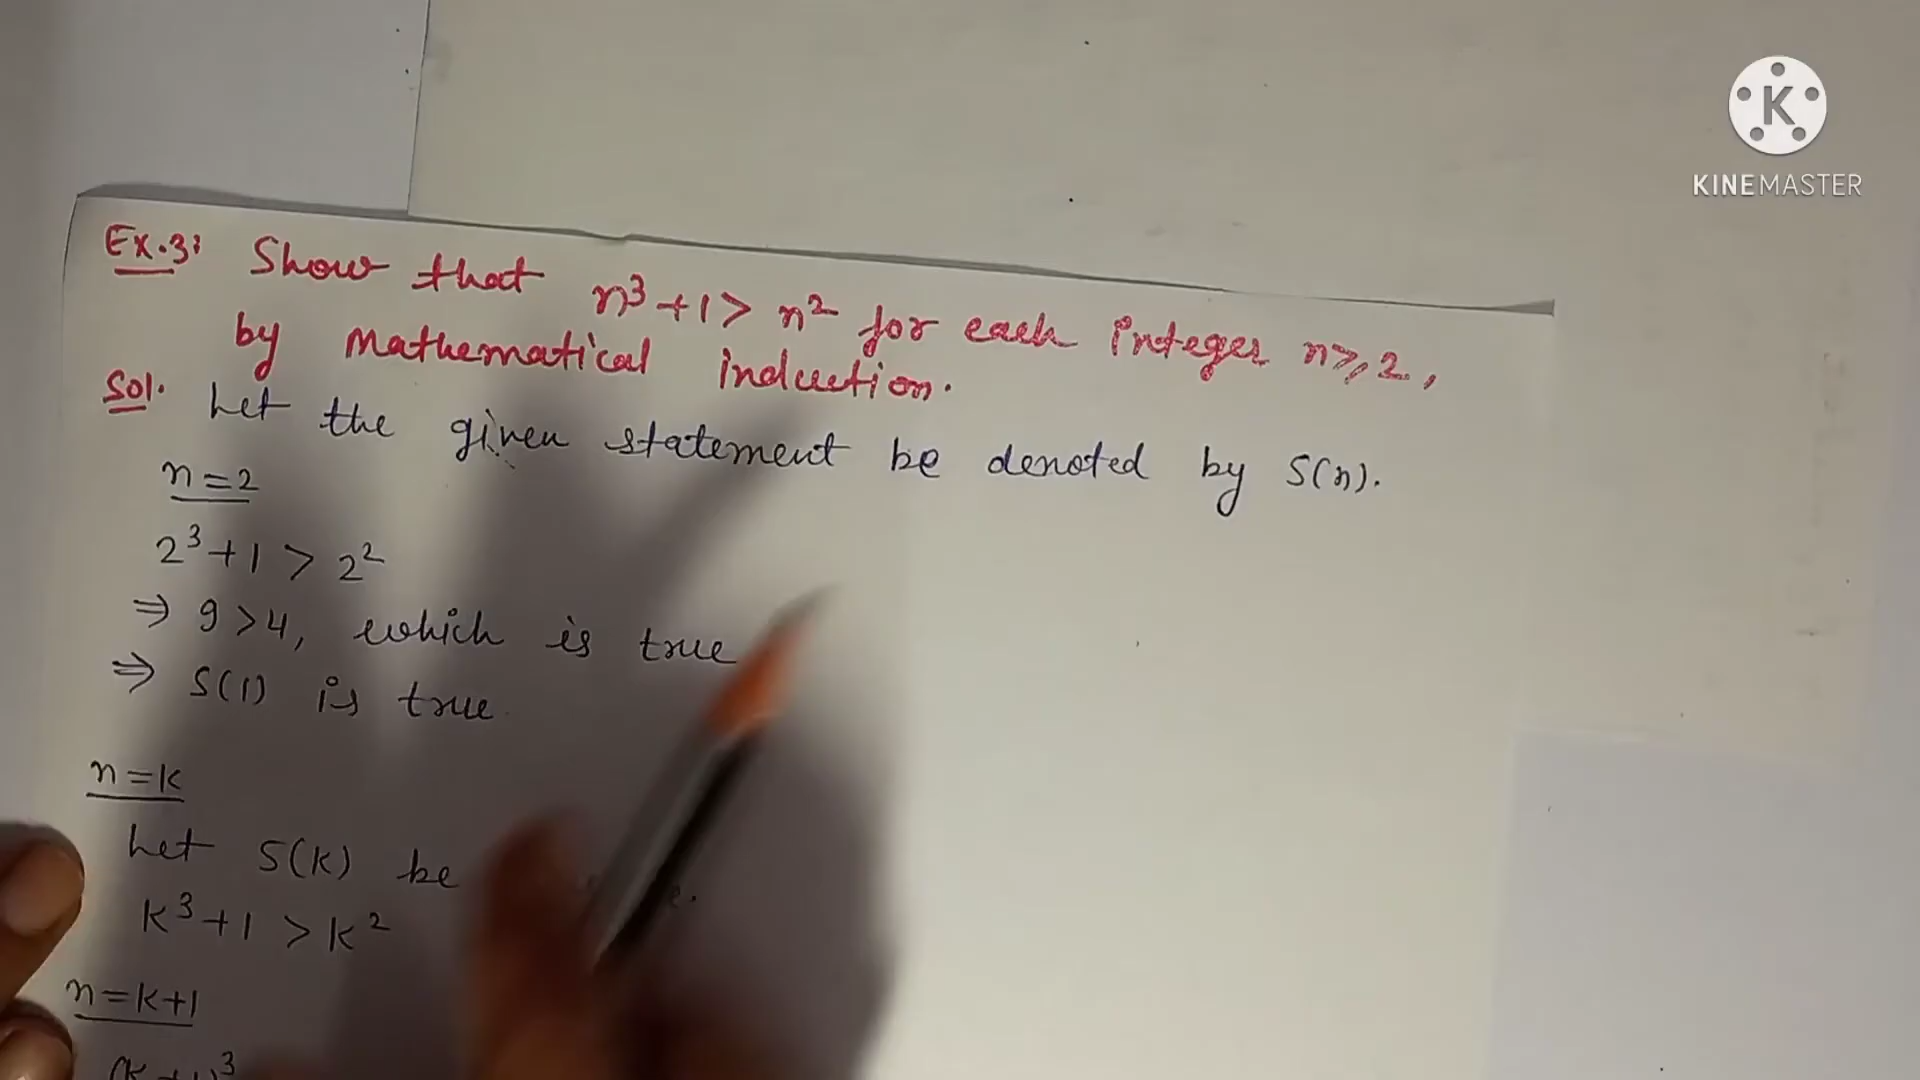 K
KINEMASTER
Ex.3: Show that n³+1 > n² for each integer n⩾2,
by Mathematical induction.
Sol. Let the given statement be denoted by S(n).
n=2
2³+1 > 2²
⇒ 9>4, which is true
⇒ S(1) is true
n=k
Let S(k) be
k³+1 > k²
n=k+1
(k+1)³